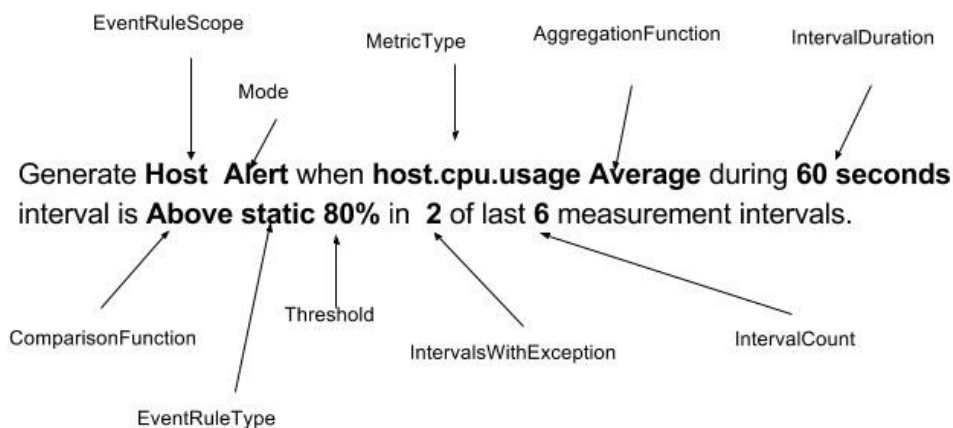 EventRuleScope
MetricType
AggregationFunction
IntervalDuration
Mode
Generate Host Alert when host.cpu.usage Average during 60 seconds
interval is Above static 80% in 2 of last 6 measurement intervals.
Threshold
ComparisonFunction
IntervalsWithException
IntervalCount
EventRuleType